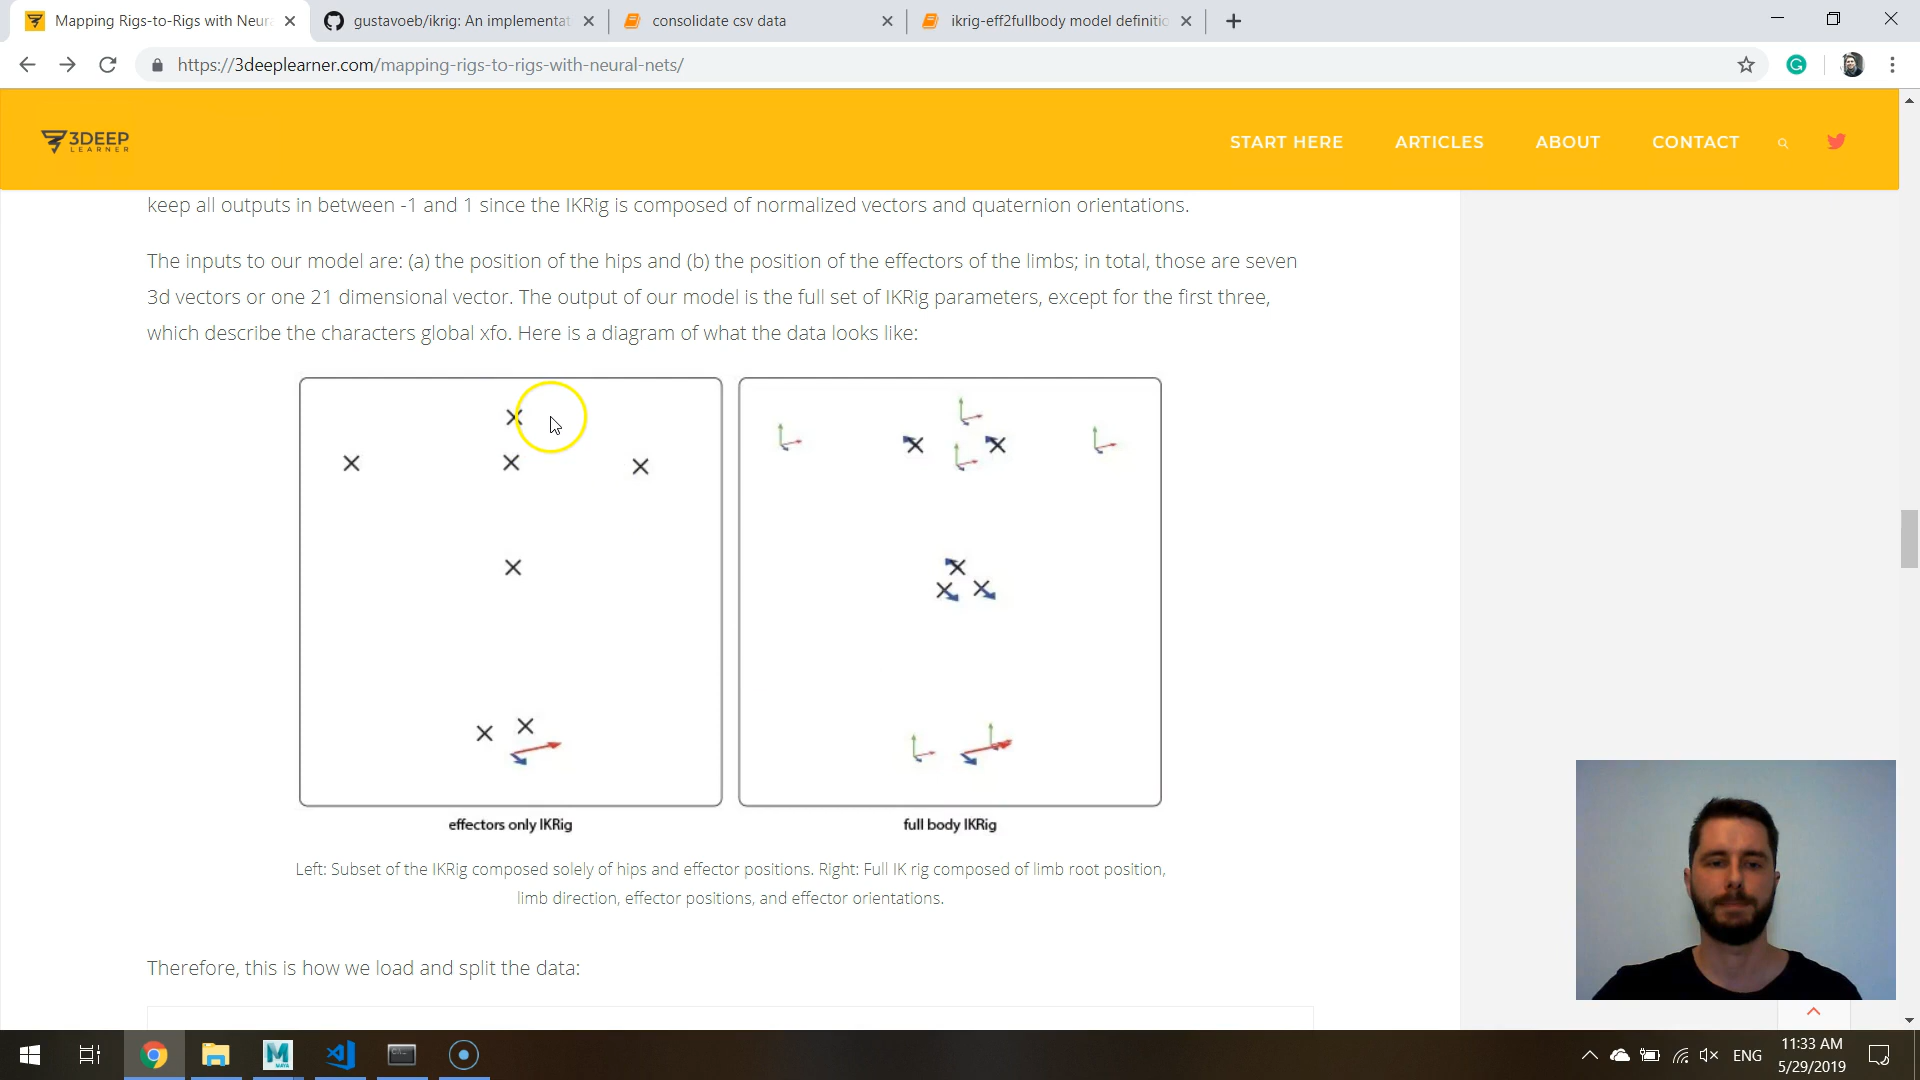 Mapping Rigs-to-Rigs with Neura
gustavoeb/ikrig: An implementat
consolidate csv data
ikrig-eff2fullbody model definitio
https://3deeplearner.com/mapping-rigs-to-rigs-with-neural-nets/
3DEEP
LEARNER
START HERE
ARTICLES
ABOUT
CONTACT
keep all outputs in between -1 and 1 since the IKRig is composed of normalized vectors and quaternion orientations.
The inputs to our model are: (a) the position of the hips and (b) the position of the effectors of the limbs; in total, those are seven
3d vectors or one 21 dimensional vector. The output of our model is the full set of IKRig parameters, except for the first three,
which describe the characters global xfo. Here is a diagram of what the data looks like:
effectors only IKRig
full body IKRig
Left: Subset of the IKRig composed solely of hips and effector positions. Right: Full IK rig composed of limb root position,
limb direction, effector positions, and effector orientations.
Therefore, this is how we load and split the data:
ENG
11:33 AM
5/29/2019